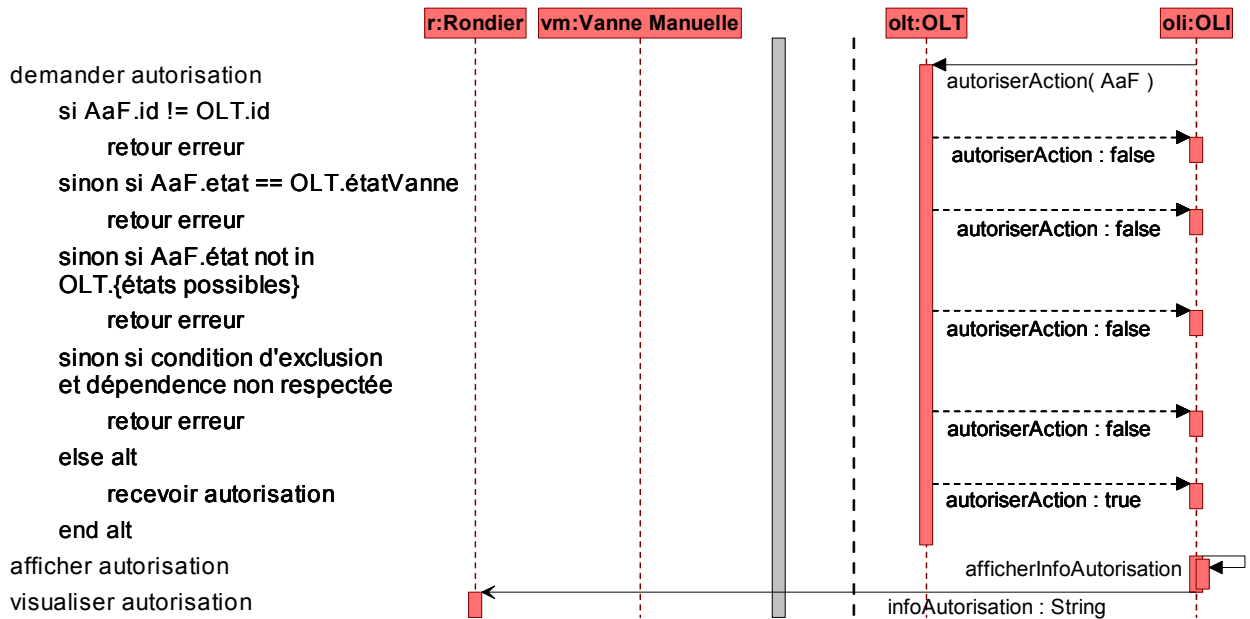 r:Rondier
vm:Vanne Manuelle
olt:OLT
oli:OLI
demander autorisation
autoriserAction( AaF )
si AaF.id != OLT.id
retour erreur
autoriserAction : false
sinon si AaF.etat == OLT.étatVanne
retour erreur
autoriserAction : false
sinon si AaF.état not in
OLT.{états possibles}
retour erreur
autoriserAction : false
sinon si condition d'exclusion
et dépendence non respectée
retour erreur
autoriserAction : false
else alt
recevoir autorisation
autoriserAction : true
end alt
afficher autorisation
afficherInfoAutorisation
visualiser autorisation
infoAutorisation : String